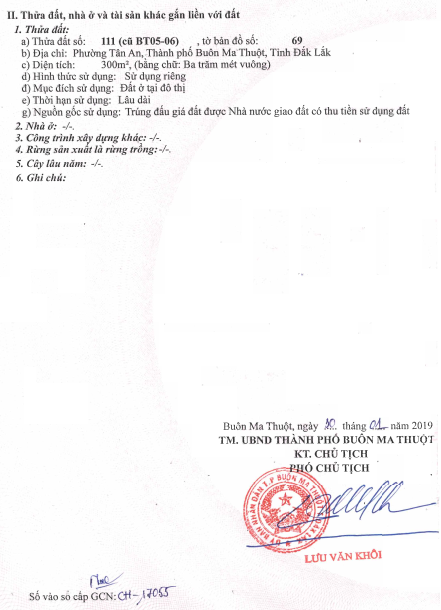 II. Thửa đất, nhà ở và tài sản khác gắn liền với đất
1. Thửa đất:
a) Thửa đất số: 111 (cũ BT05-06) , tờ bản đồ số: 69
b) Địa chỉ: Phường Tân An, Thành phố Buôn Ma Thuột, Tỉnh Đắk Lắk
c) Diện tích: 300m², (bằng chữ: Ba trăm mét vuông)
d) Hình thức sử dụng: Sử dụng riêng
đ) Mục đích sử dụng: Đất ở tại đô thị
e) Thời hạn sử dụng: Lâu dài
g) Nguồn gốc sử dụng: Trúng đấu giá đất được Nhà nước giao đất có thu tiền sử dụng đất
2. Nhà ở: -/-.
3. Công trình xây dựng khác: -/-.
4. Rừng sản xuất là rừng trồng: -/-.
5. Cây lâu năm: -/-.
6. Ghi chú:
Buôn Ma Thuột, ngày tháng 01 năm 2019
TM. UBND THÀNH PHỐ BUÔN MA THUỘT
KT. CHỦ TỊCH
PHÓ CHỦ TỊCH
ỦY BAN NHÂN DÂN T.P BUÔN MA THUỘT
LƯU VĂN KHÔI
Số vào sổ cấp GCN: CH-17055